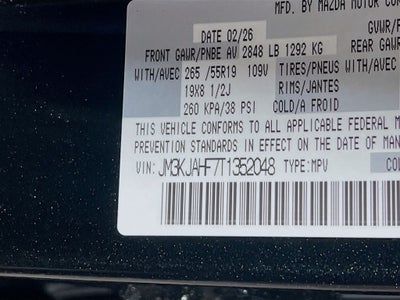 MFD. BY MAZDA MOTOR
DATE 02/26
GVWR/P
FRONT GAWR/PNBE AV 2848 LB 1292 KG
REAR GAWR
WITH/AVEC 265 /55R19 109V TIRES/PNEUS WITH/AVEC
19X8 1/2J RIMS/JANTES
260 KPA/38 PSI COLD/A FROID
THIS VEHICLE CONFORMS TO ALL APPLICABLE FEDERAL M
STANDARDS IN EFFECT ON THE DATE OF MAN
VIN: JM3KJAHF7T1352048 TYPE:MPV CO